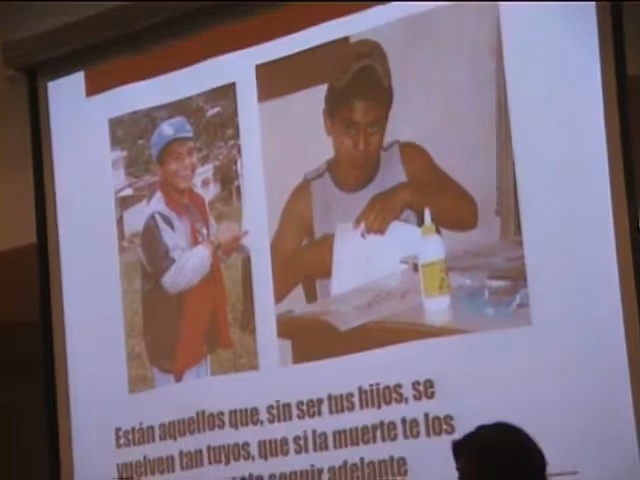 Están aquellos que, sin ser tus hijos, se
vuelven tan tuyos, que si la muerte te los
seguir adelante